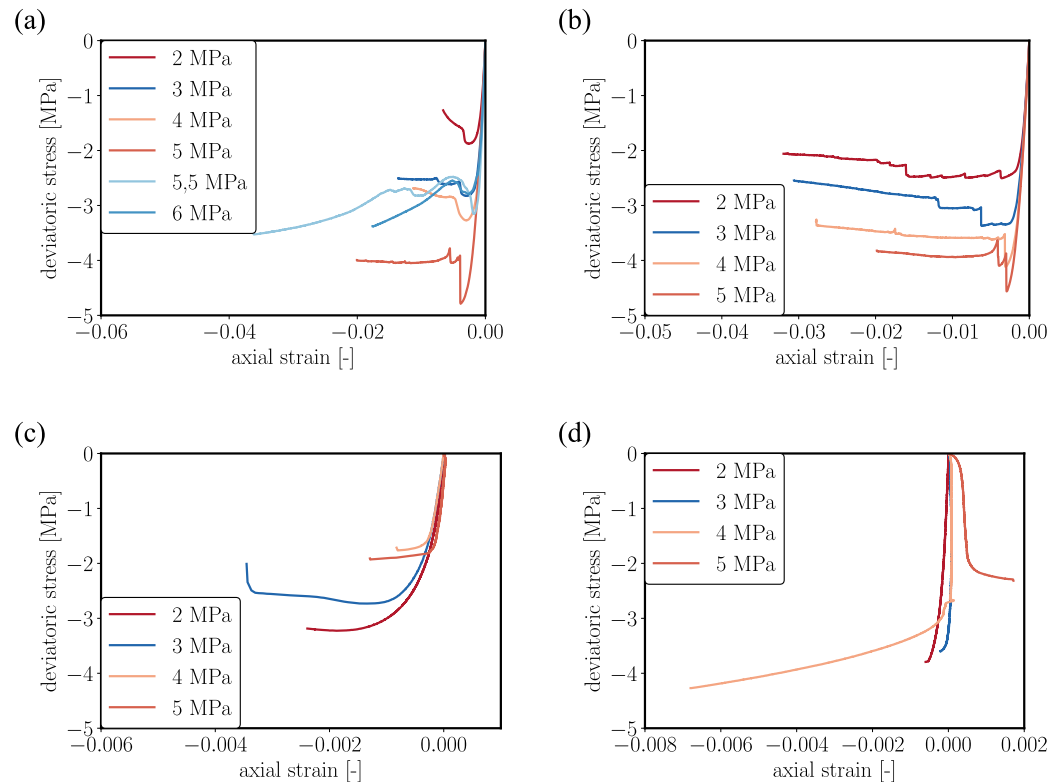 (a)
0
−1
−2
−3
−4
−5
deviatoric stress [MPa]
2 MPa
3 MPa
4 MPa
5 MPa
5,5 MPa
6 MPa
−0.06
−0.04
−0.02
0.00
axial strain [-]
(b)
0
−1
−2
−3
−4
−5
deviatoric stress [MPa]
2 MPa
3 MPa
4 MPa
5 MPa
−0.05
−0.04
−0.03
−0.02
−0.01
0.00
axial strain [-]
(c)
0
−1
−2
−3
−4
−5
deviatoric stress [MPa]
2 MPa
3 MPa
4 MPa
5 MPa
−0.006
−0.004
−0.002
0.000
axial strain [-]
(d)
0
−1
−2
−3
−4
−5
deviatoric stress [MPa]
2 MPa
3 MPa
4 MPa
5 MPa
−0.008
−0.006
−0.004
−0.002
0.000
0.002
axial strain [-]